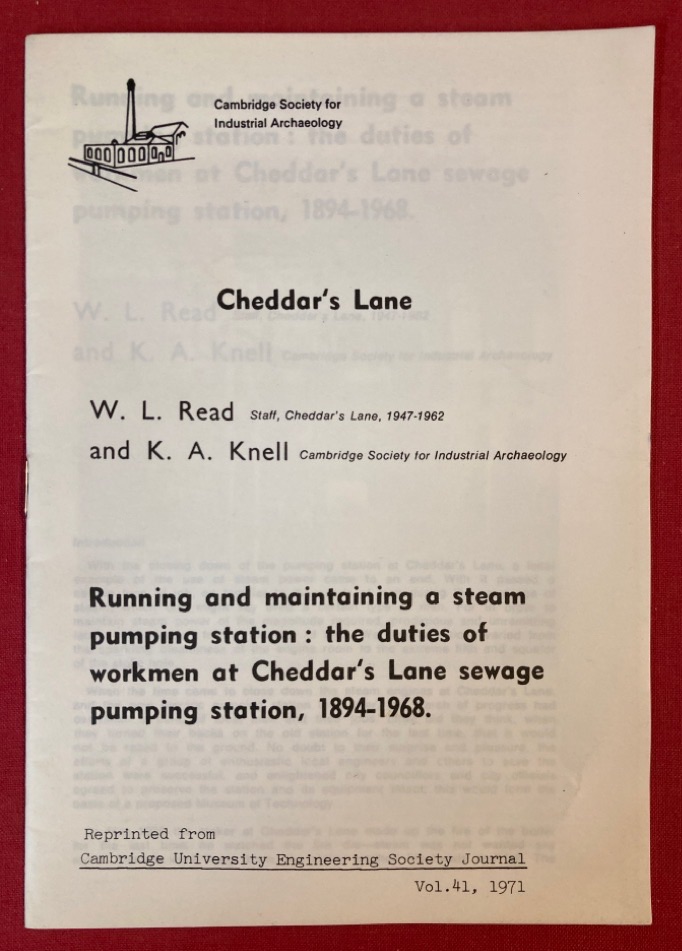 Cambridge Society for
Industrial Archaeology
Cheddar's Lane
W. L. Read Staff, Cheddar's Lane, 1947-1962
and K. A. Knell Cambridge Society for Industrial Archaeology
Running and maintaining a steam
pumping station : the duties of
workmen at Cheddar's Lane sewage
pumping station, 1894-1968.
Reprinted from
Cambridge University Engineering Society Journal
Vol.41, 1971